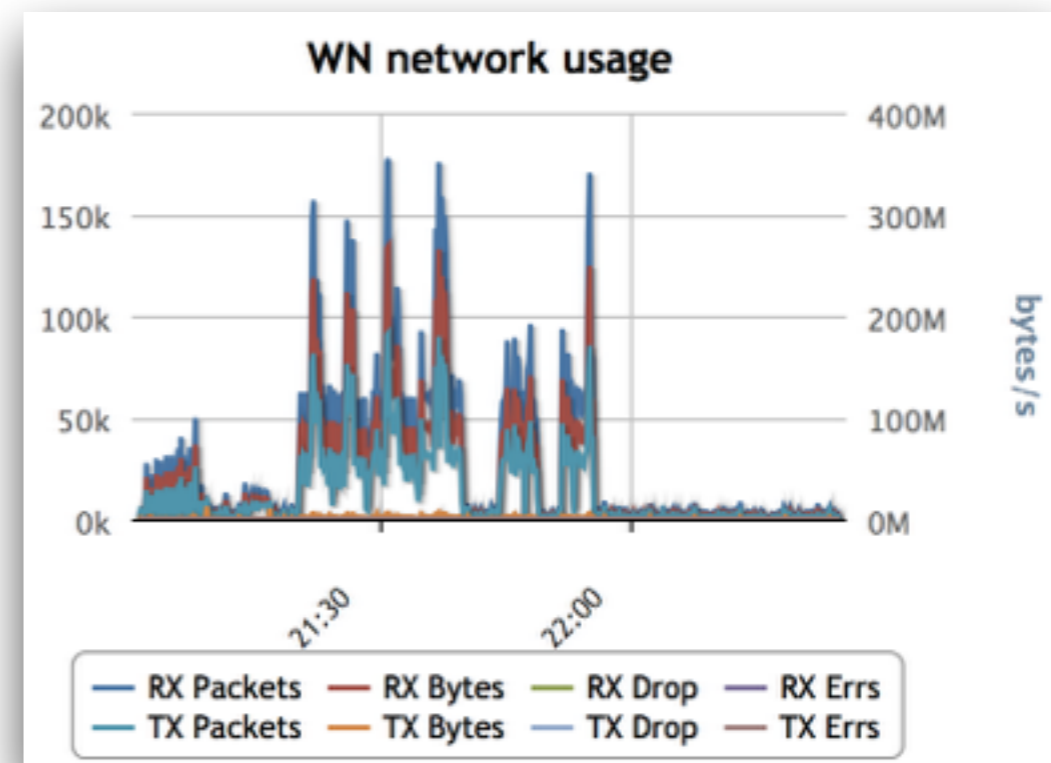 WN network usage
200k
400M
150k
300M
100k
200M
50k
100M
0k
0M
bytes/s
21:30
22:00
RX Packets RX Bytes RX Drop RX Errs
TX Packets TX Bytes TX Drop TX Errs